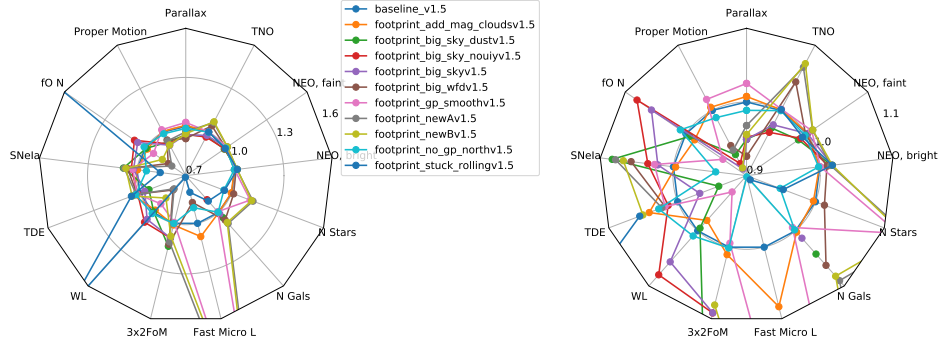 Parallax
Proper Motion
TNO
fO N
NEO, faint
1.6
1.3
1.0
0.7
SNeIa
NEO, bright
TDE
N Stars
WL
N Gals
3x2FoM
Fast Micro L
baseline_v1.5
footprint_add_mag_cloudsv1.5
footprint_big_sky_dustv1.5
footprint_big_sky_nouiyv1.5
footprint_big_skyv1.5
footprint_big_wfdv1.5
footprint_gp_smoothv1.5
footprint_newAv1.5
footprint_newBv1.5
footprint_no_gp_northv1.5
footprint_stuck_rollingv1.5
Parallax
Proper Motion
TNO
fO N
NEO, faint
1.1
1.0
0.9
SNeIa
NEO, bright
TDE
N Stars
WL
N Gals
3x2FoM
Fast Micro L